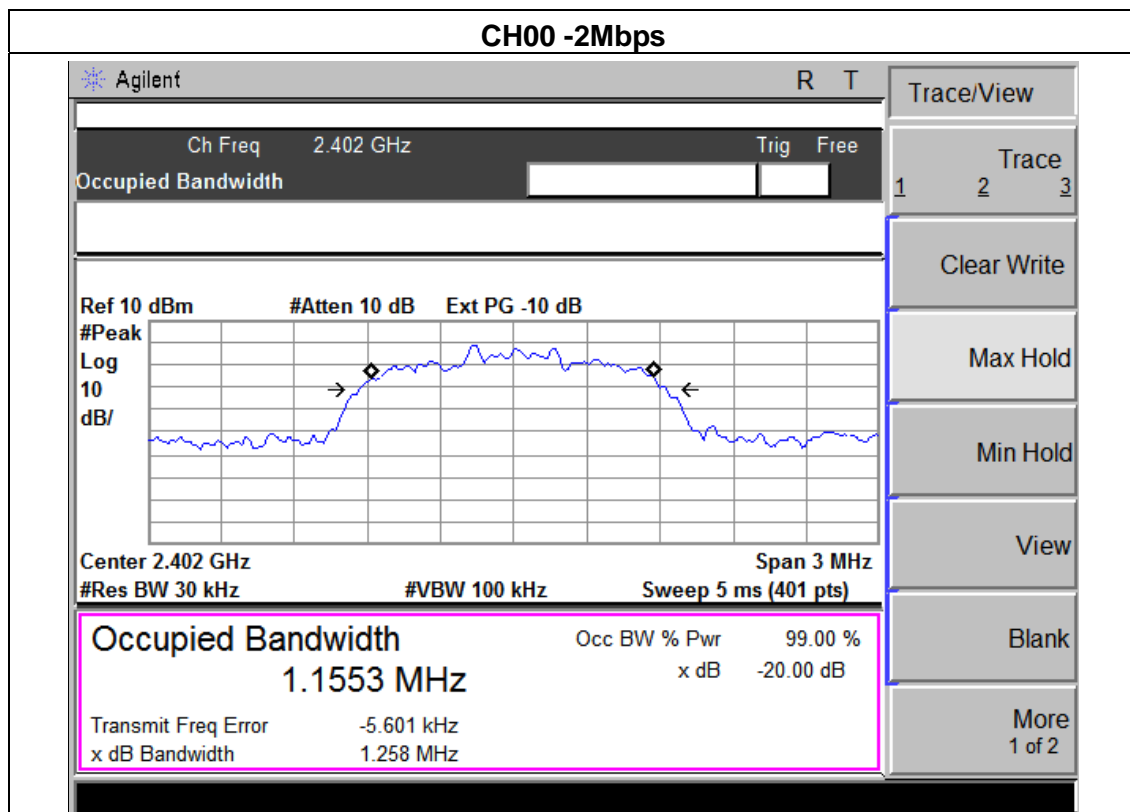 CH00 -2Mbps
Agilent R T
Ch Freq 2.402 GHz Trig Free
Occupied Bandwidth
Ref 10 dBm #Atten 10 dB Ext PG -10 dB
#Peak
Log
10
dB/
Center 2.402 GHz Span 3 MHz
#Res BW 30 kHz #VBW 100 kHz Sweep 5 ms (401 pts)
Occupied Bandwidth Occ BW % Pwr 99.00 %
1.1553 MHz x dB -20.00 dB
Transmit Freq Error -5.601 kHz
x dB Bandwidth 1.258 MHz
Trace/View
Trace
1 2 3
Clear Write
Max Hold
Min Hold
View
Blank
More
1 of 2